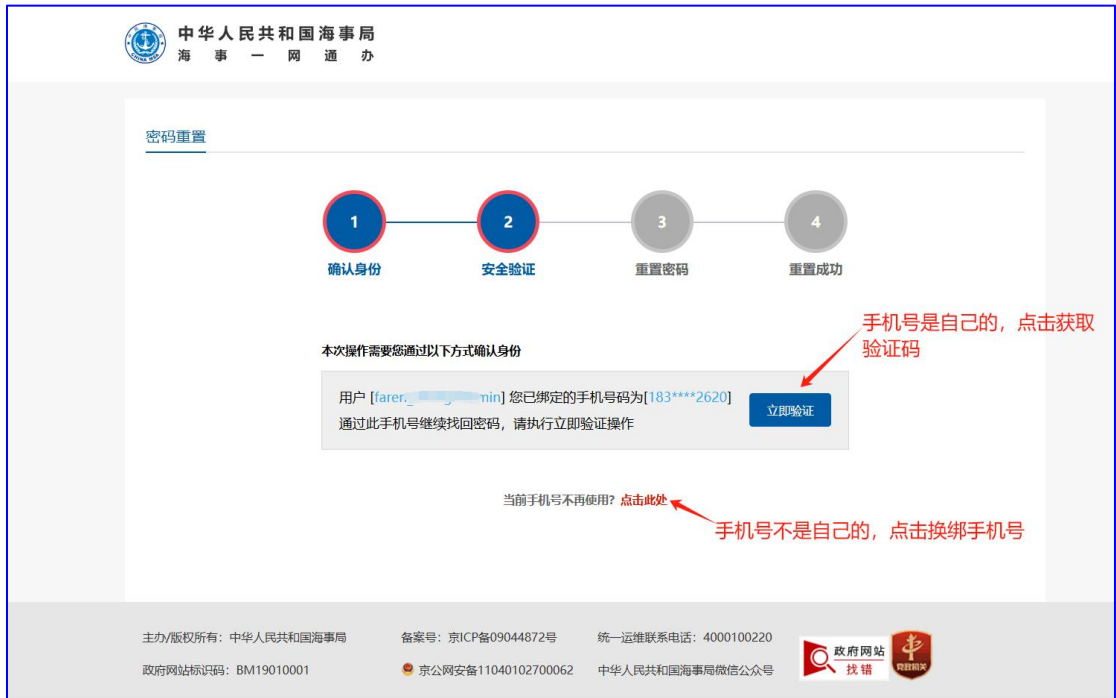 中华人民共和国海事局
海事一网通办
密码重置
1 2 3 4
确认身份 安全验证 重置密码 重置成功
手机号是自己的，点击获取
验证码
本次操作需要您通过以下方式确认身份
用户 [faren_ min] 您已绑定的手机号码为[183****2620]
通过此手机号继续找回密码，请执行立即验证操作
立即验证
当前手机号不再使用？点击此处
手机号不是自己的，点击换绑手机号
主办/版权所有：中华人民共和国海事局 备案号：京ICP备09044872号 统一运维联系电话：4000100220
政府网站标识码：BM19010001 京公网安备11040102700062 中华人民共和国海事局微信公众号
政府网站
找错
党政机关
CHINA MSA